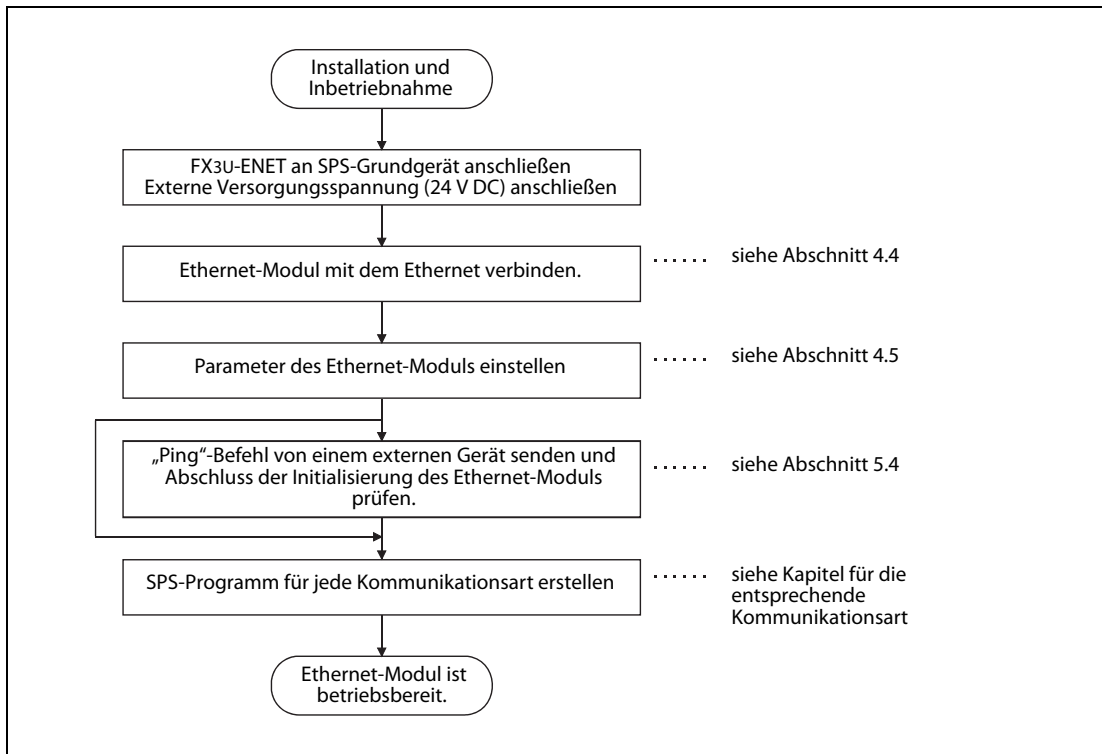 Installation und
Inbetriebnahme
FX3U-ENET an SPS-Grundgerät anschließen
Externe Versorgungsspannung (24 V DC) anschließen
Ethernet-Modul mit dem Ethernet verbinden.
...... siehe Abschnitt 4.4
Parameter des Ethernet-Moduls einstellen
...... siehe Abschnitt 4.5
„Ping“-Befehl von einem externen Gerät senden und
Abschluss der Initialisierung des Ethernet-Moduls
prüfen.
...... siehe Abschnitt 5.4
SPS-Programm für jede Kommunikationsart erstellen
...... siehe Kapitel für die
entsprechende
Kommunikationsart
Ethernet-Modul ist
betriebsbereit.